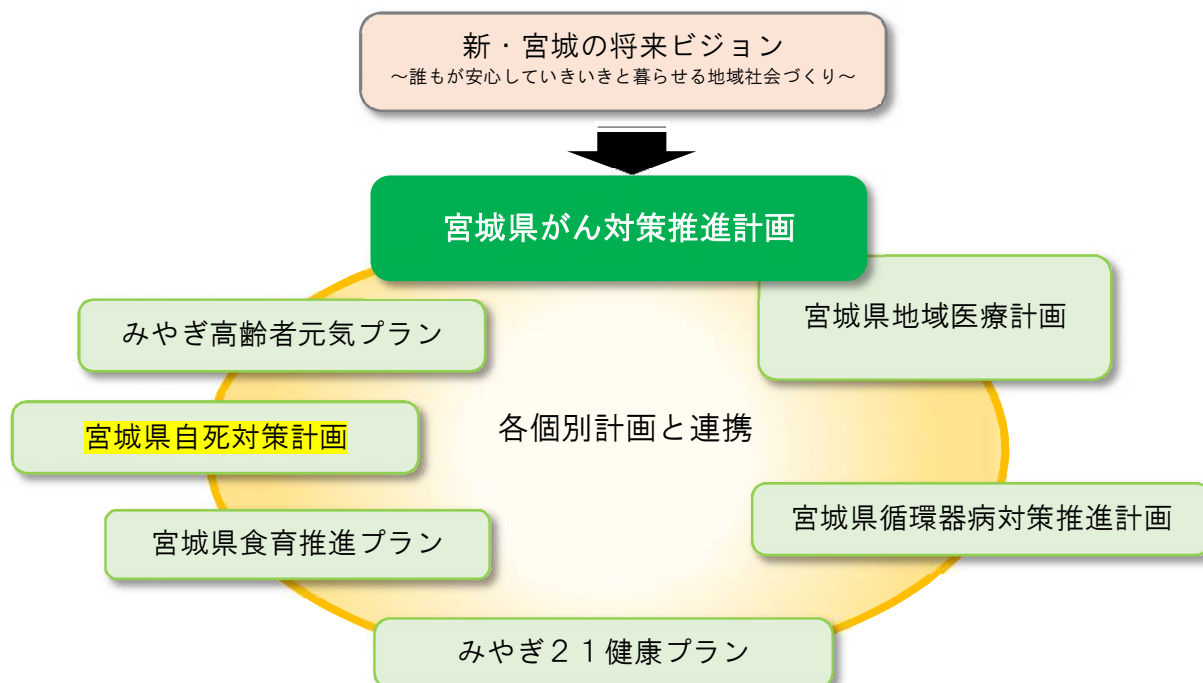 新・宮城の将来ビジョン
～誰もが安心していきいきと暮らせる地域社会づくり～
宮城県がん対策推進計画
宮城県地域医療計画
みやぎ高齢者元気プラン
各個別計画と連携
宮城県自死対策計画
宮城県循環器病対策推進計画
宮城県食育推進プラン
みやぎ２１健康プラン